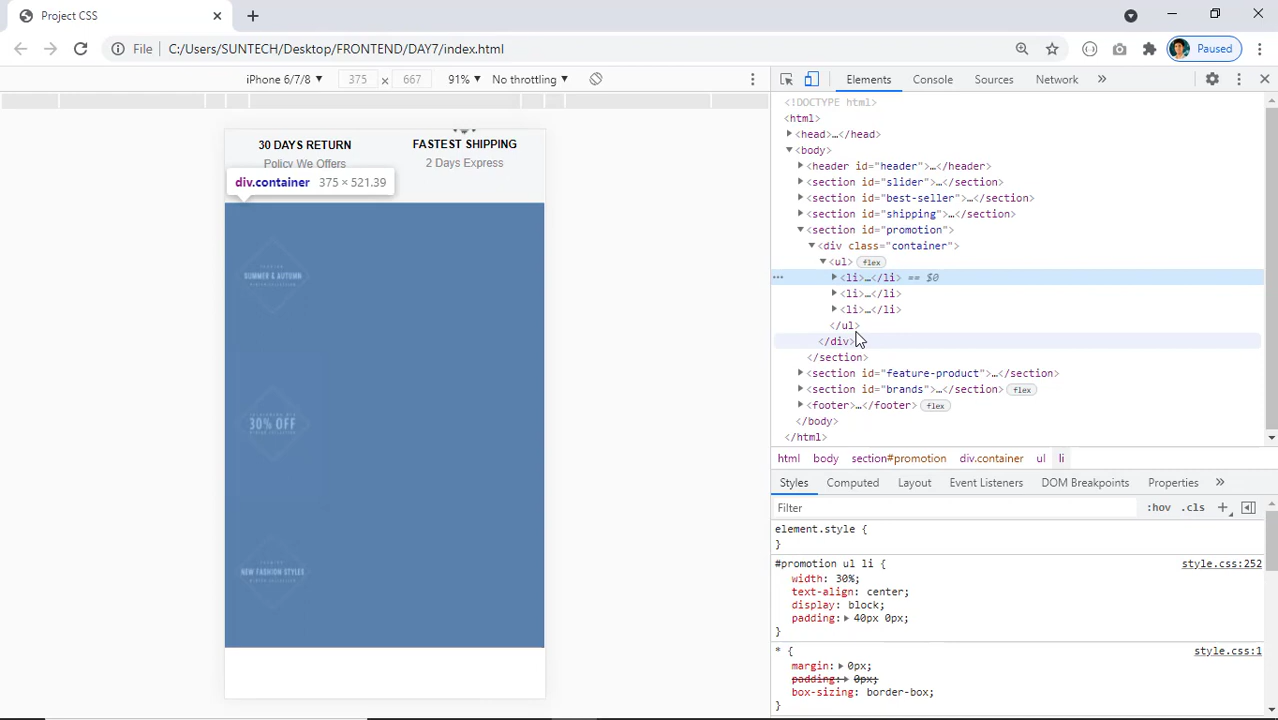 Project CSS
File
C:/Users/SUNTECH/Desktop/FRONTEND/DAY7/index.html
Paused
iPhone 6/7/8 ▼ 375 × 667 91% ▼ No throttling ▼
Elements Console Sources Network »
30 DAYS RETURN
Policy We Offers
FASTEST SHIPPING
2 Days Express
div.container 375 × 521.39
SUMMER & AUTUMN
30% OFF
NEW FASHION STYLES
<!DOCTYPE html>
<html>
<head>…</head>
<body>
<header id="header">…</header>
<section id="slider">…</section>
<section id="best-seller">…</section>
<section id="shipping">…</section>
<section id="promotion">
<div class="container">
<ul> flex
<li>…</li> == $0
<li>…</li>
<li>…</li>
</ul>
</div>
</section>
<section id="feature-product">…</section>
<section id="brands">…</section> flex
<footer>…</footer> flex
</body>
</html>
html body section#promotion div.container ul li
Styles Computed Layout Event Listeners DOM Breakpoints Properties »
Filter :hov .cls +
element.style {
}
#promotion ul li { style.css:252
width: 30%;
text-align: center;
display: block;
padding: 40px 0px;
}
* { style.css:1
margin: 0px;
padding: 0px;
box-sizing: border-box;
}